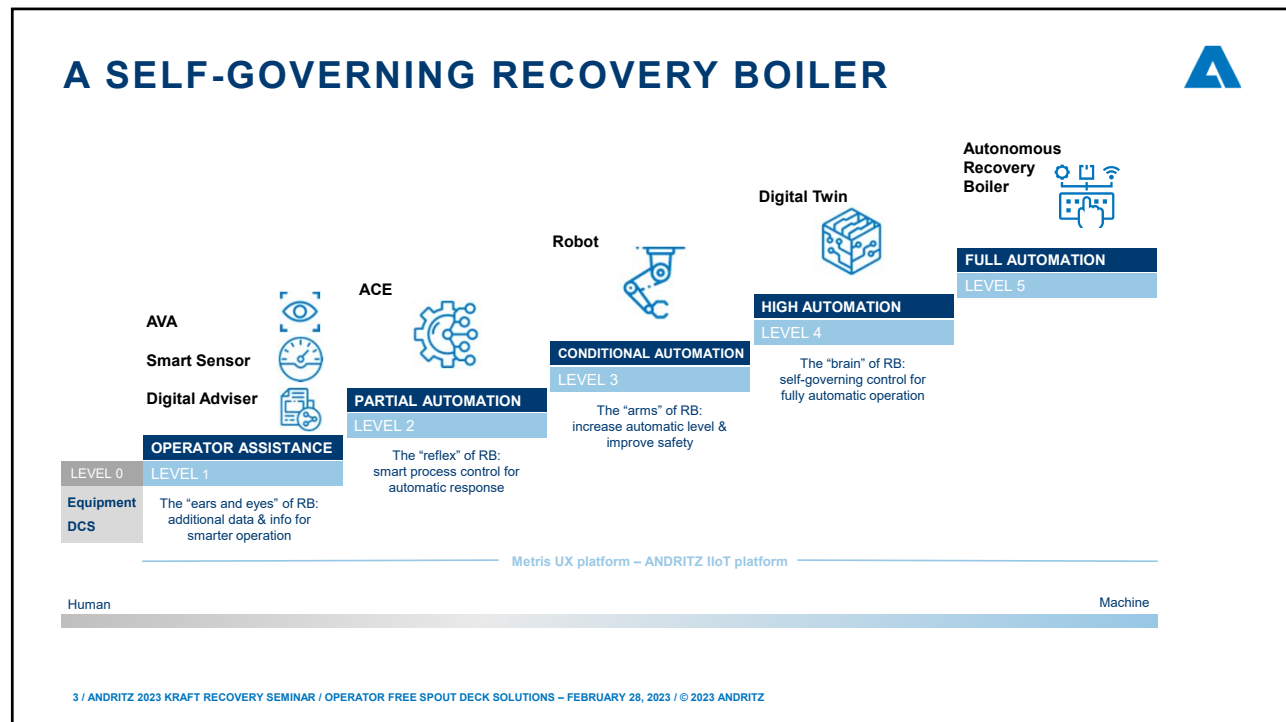 A SELF-GOVERNING RECOVERY BOILER
AVA
Smart Sensor
Digital Adviser
LEVEL 0
Equipment
DCS
OPERATOR ASSISTANCE
LEVEL 1
The “ears and eyes” of RB:
additional data & info for
smarter operation
ACE
PARTIAL AUTOMATION
LEVEL 2
The “reflex” of RB:
smart process control for
automatic response
Robot
CONDITIONAL AUTOMATION
LEVEL 3
The “arms” of RB:
increase automatic level &
improve safety
Digital Twin
HIGH AUTOMATION
LEVEL 4
The “brain” of RB:
self-governing control for
fully automatic operation
Autonomous
Recovery
Boiler
FULL AUTOMATION
LEVEL 5
Metris UX platform – ANDRITZ IIoT platform
Human
Machine
3 / ANDRITZ 2023 KRAFT RECOVERY SEMINAR / OPERATOR FREE SPOUT DECK SOLUTIONS – FEBRUARY 28, 2023 / © 2023 ANDRITZ